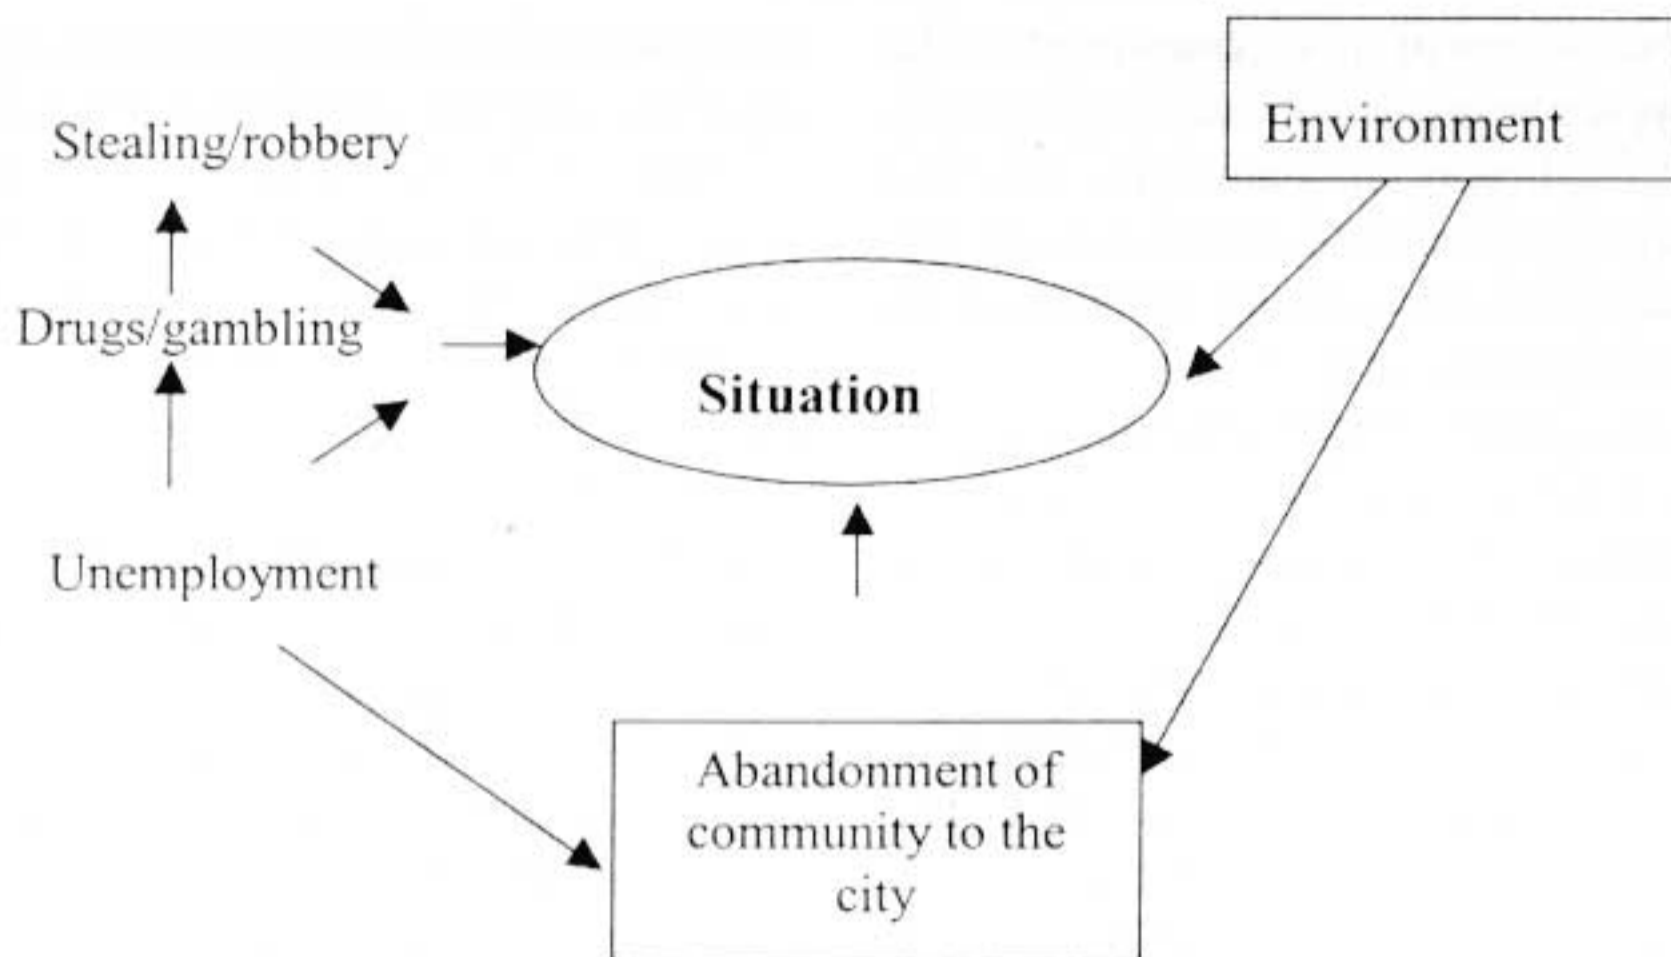 Stealing/robbery
Environment
Drugs/gambling
Situation
Unemployment
Abandonment of
community to the
city